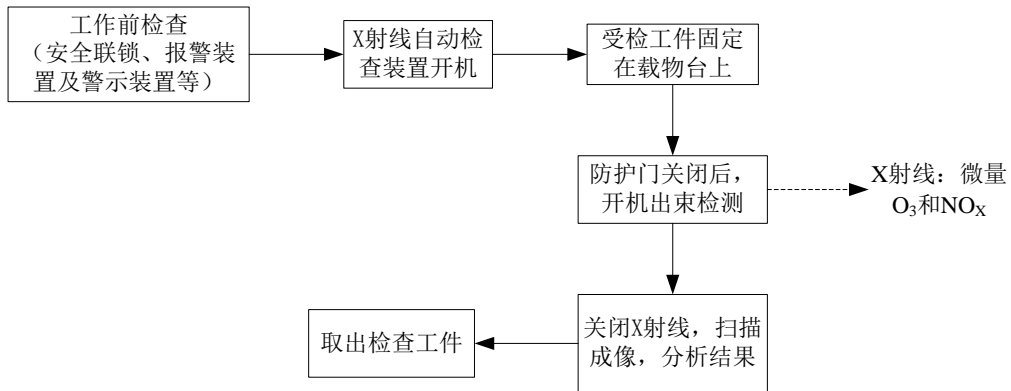 工作前检查
（安全联锁、报警装
置及警示装置等）
X射线自动检
查装置开机
受检工件固定
在载物台上
防护门关闭后，
开机出束检测
X射线：微量
O₃和NOₓ
关闭X射线，扫描
成像，分析结果
取出检查工件